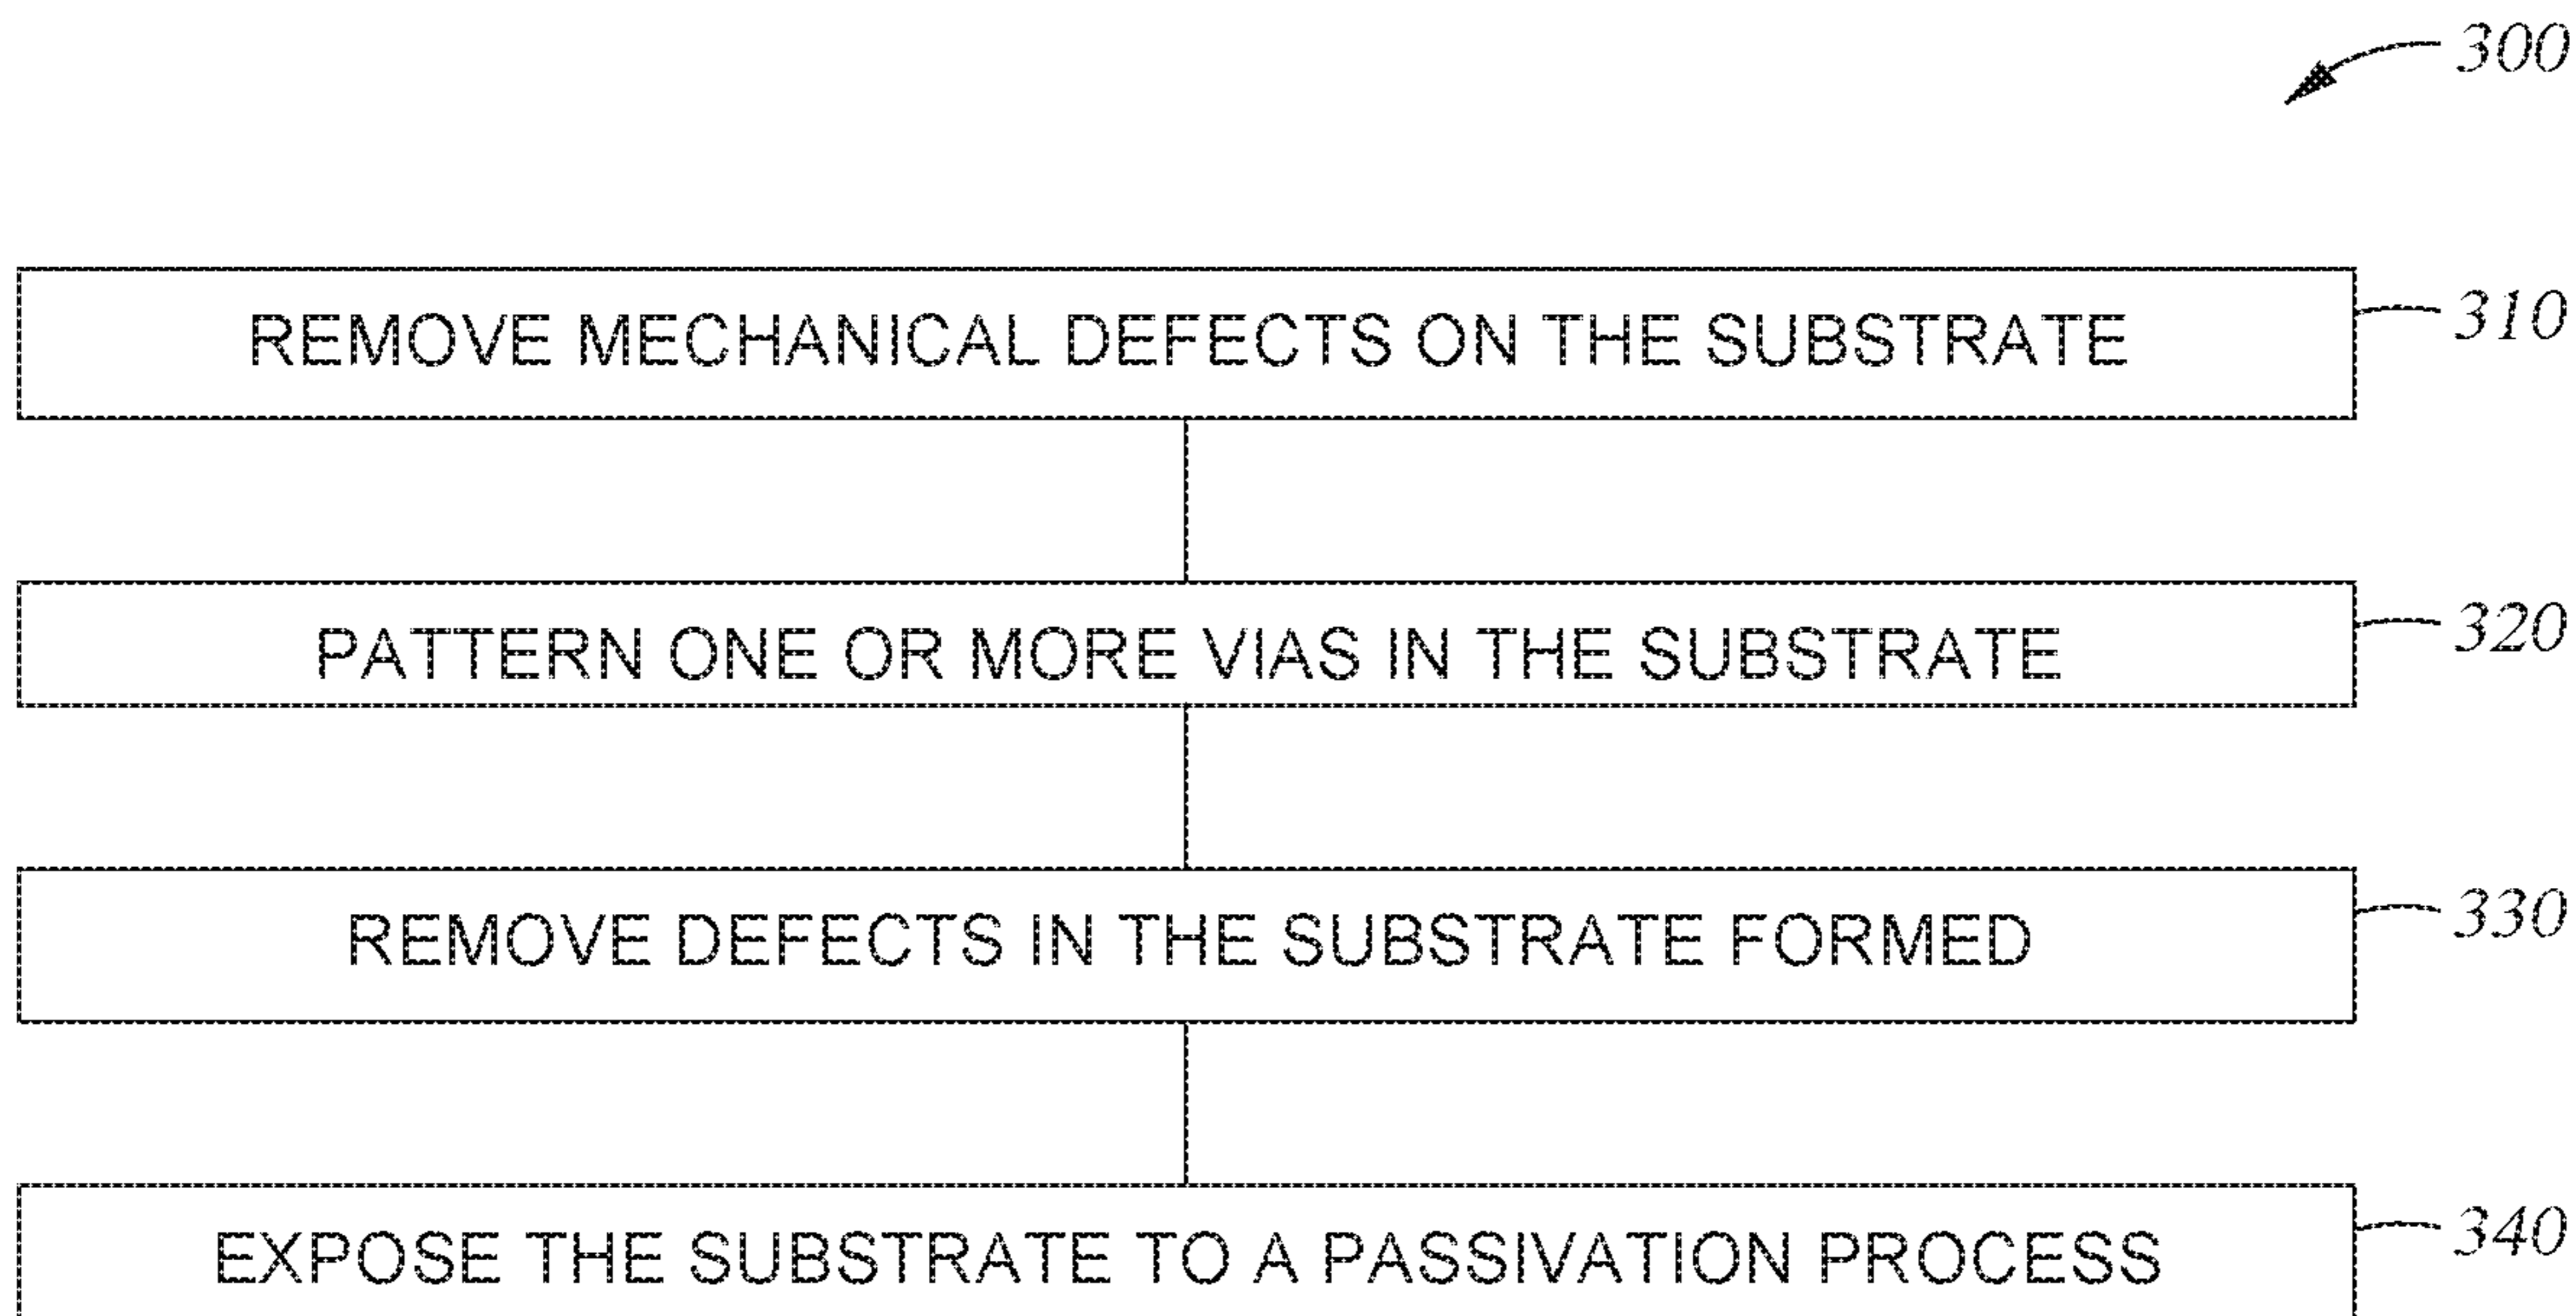 300
REMOVE MECHANICAL DEFECTS ON THE SUBSTRATE 310
PATTERN ONE OR MORE VIAS IN THE SUBSTRATE 320
REMOVE DEFECTS IN THE SUBSTRATE FORMED 330
EXPOSE THE SUBSTRATE TO A PASSIVATION PROCESS 340